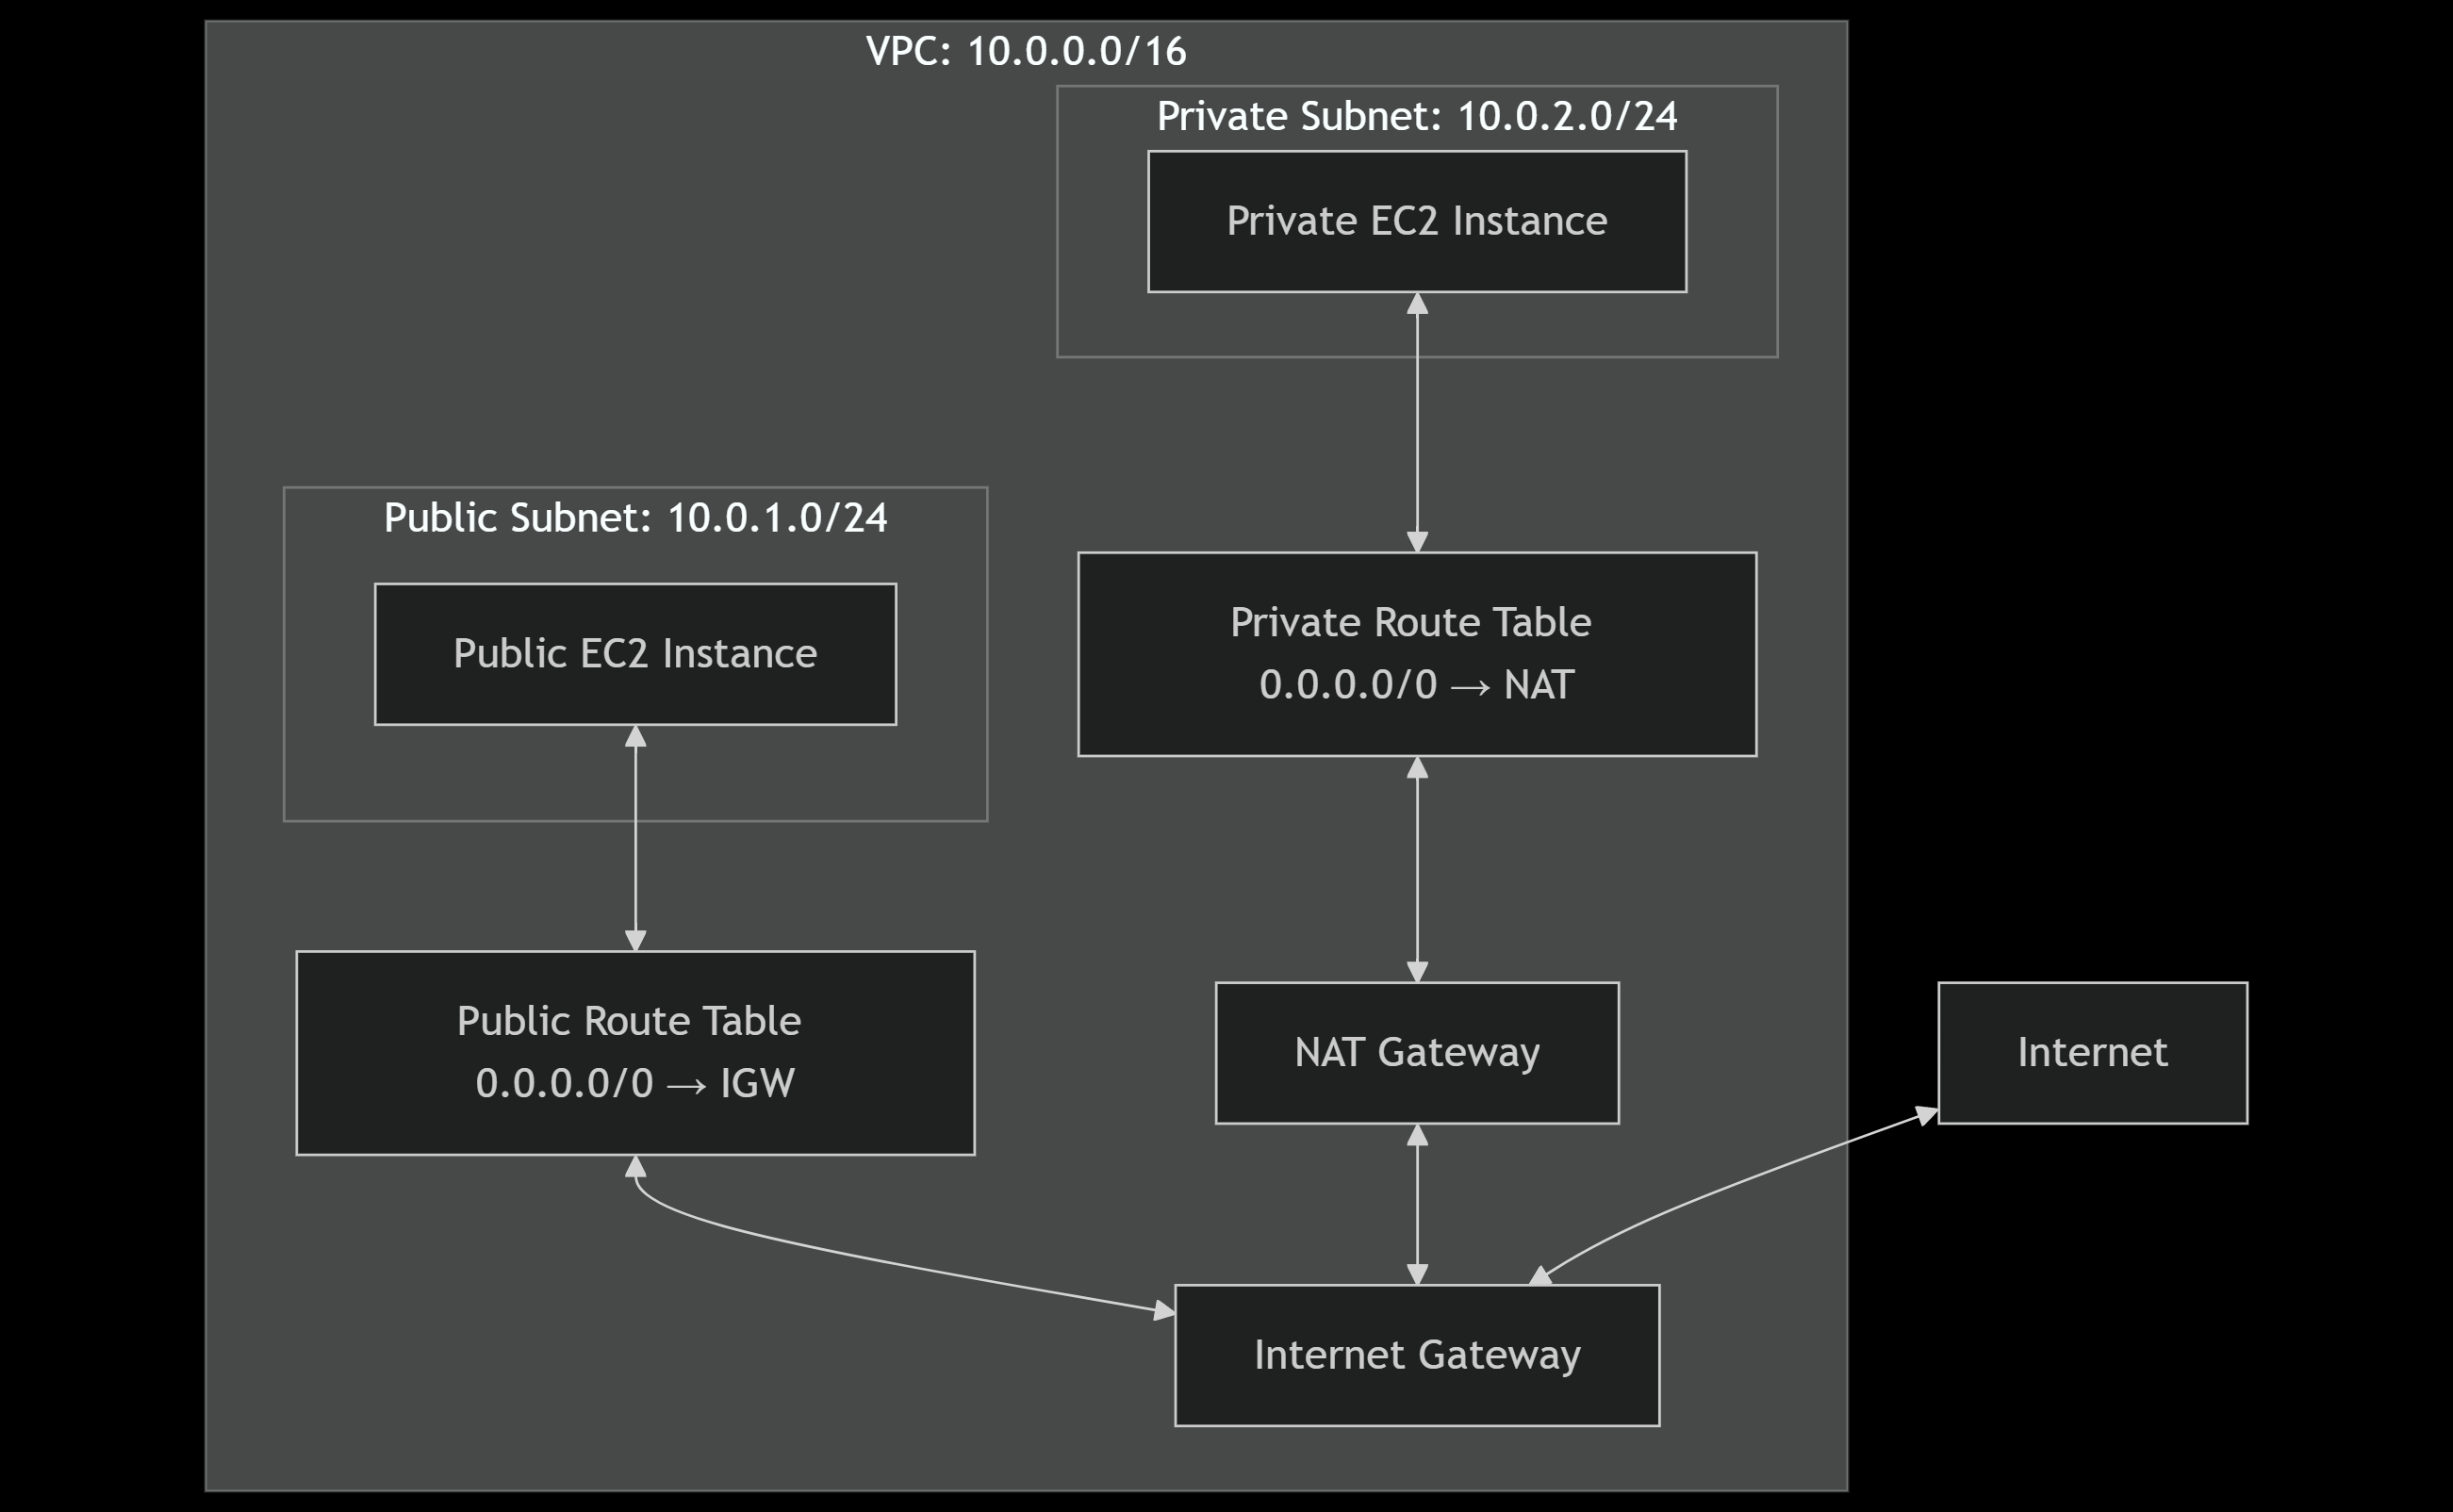 VPC: 10.0.0.0/16
Private Subnet: 10.0.2.0/24
Private EC2 Instance
Public Subnet: 10.0.1.0/24
Public EC2 Instance
Private Route Table
0.0.0.0/0 → NAT
Public Route Table
0.0.0.0/0 → IGW
NAT Gateway
Internet
Internet Gateway